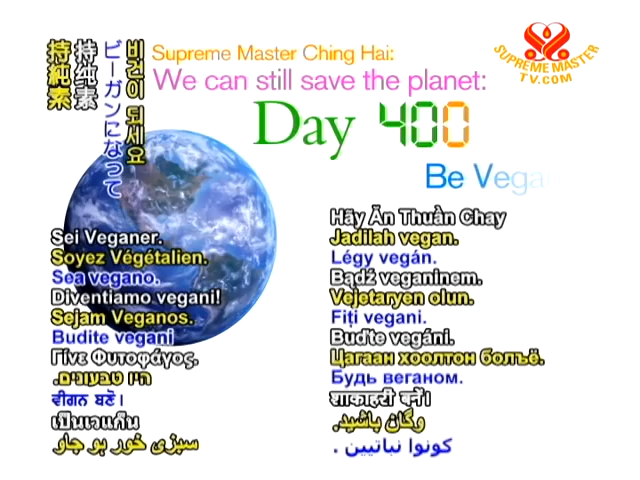 持純素
持纯素
ビーガンになって
비건이 되세요
Supreme Master Ching Hai:
We can still save the planet:
Day 400
Be Vega
SUPREME MASTER
TV.COM
Sei Veganer.
Soyez Végétalien.
Sea vegano.
Diventiamo vegani!
Sejam Veganos.
Budite vegani
Γίνε Φυτοφάγος.
היו טבעונים.
ਵੀਗਨ ਬਣੋ।
เป็นเวแก็น
سبزی خور بو جاو
Hãy Ăn Thuần Chay
Jadilah vegan.
Légy vegán.
Bądź veganinem.
Vejetaryen olun.
Fiți vegani.
Buďte vegáni.
Цагаан хоолтон болъё.
Будь веганом.
शाकाहारी बनें।
وگان باشید.
كونوا نباتيين .